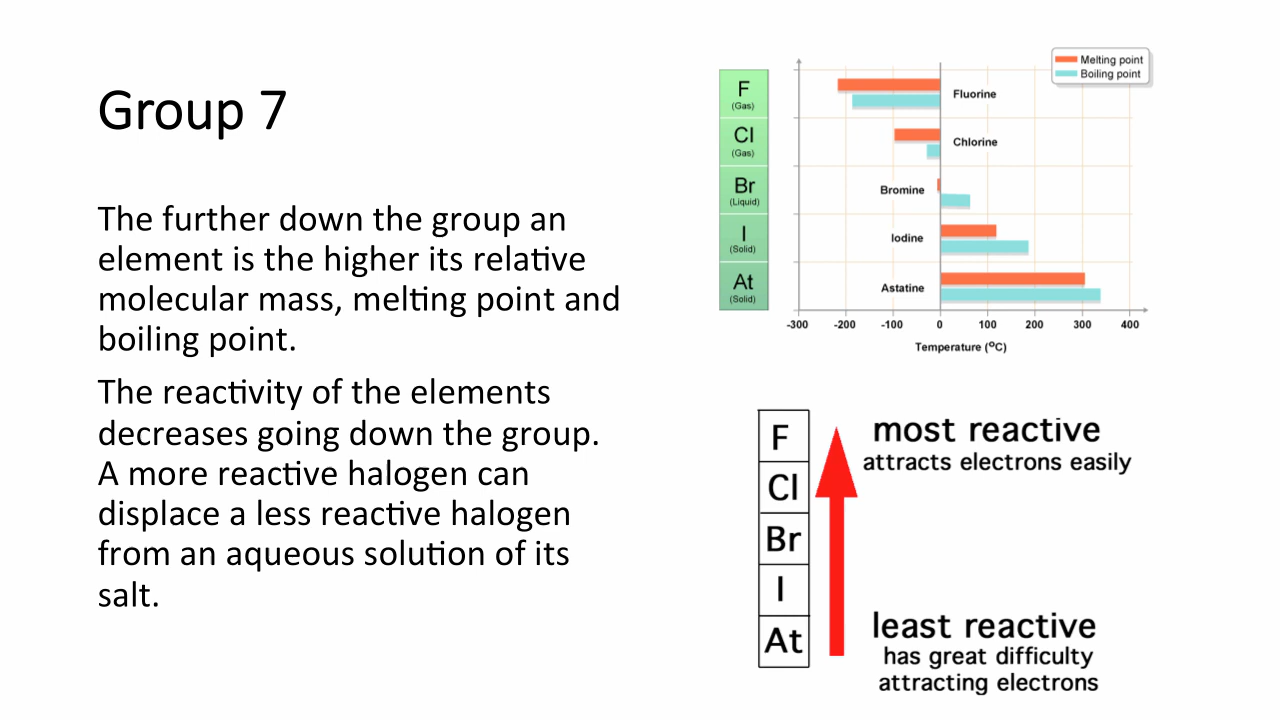 Group 7
The further down the group an
element is the higher its relative
molecular mass, melting point and
boiling point.
The reactivity of the elements
decreases going down the group.
A more reactive halogen can
displace a less reactive halogen
from an aqueous solution of its
salt.
Melting point
Boiling point
F
(Gas)
Cl
(Gas)
Br
(Liquid)
I
(Solid)
At
(Solid)
Fluorine
Chlorine
Bromine
Iodine
Astatine
-300 -200 -100 0 100 200 300 400
Temperature (°C)
F
Cl
Br
I
At
most reactive
attracts electrons easily
least reactive
has great difficulty
attracting electrons